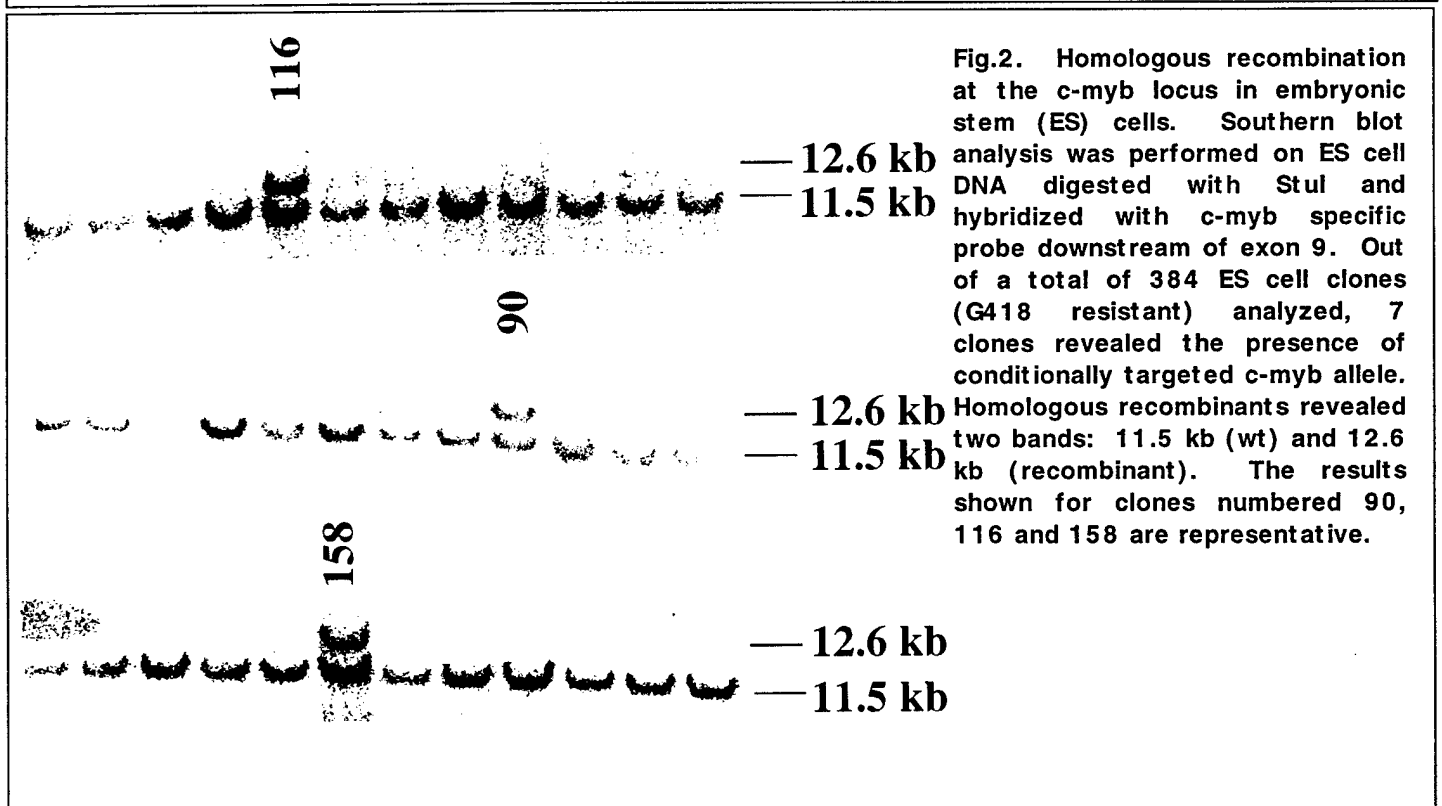 116
12.6 kb
11.5 kb
90
12.6 kb
11.5 kb
158
12.6 kb
11.5 kb
Fig.2. Homologous recombination
at the c-myb locus in embryonic
stem (ES) cells. Southern blot
analysis was performed on ES cell
DNA digested with StuI and
hybridized with c-myb specific
probe downstream of exon 9. Out
of a total of 384 ES cell clones
(G418 resistant) analyzed, 7
clones revealed the presence of
conditionally targeted c-myb allele.
Homologous recombinants revealed
two bands: 11.5 kb (wt) and 12.6
kb (recombinant). The results
shown for clones numbered 90,
116 and 158 are representative.